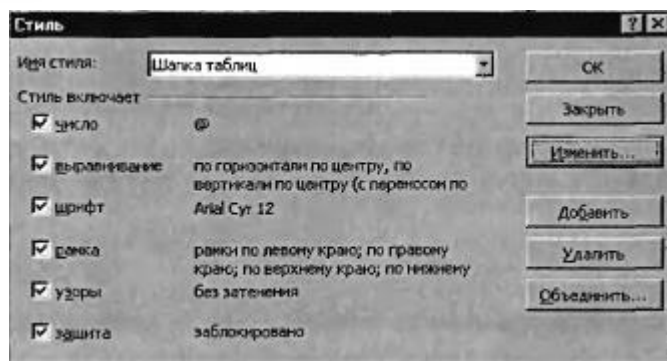 Стиль
Имя стиля: Шапка таблиц
ОК
Стиль включает
Закрыть
число @
Изменить...
выравнивание по горизонтали по центру, по
вертикали по центру (с переносом по
шрифт Arial Cyr 12
Добавить
рамка рамки по левому краю; по правому
краю; по верхнему краю; по нижнему
Удалить
узоры без затенения
Объединить...
защита заблокировано